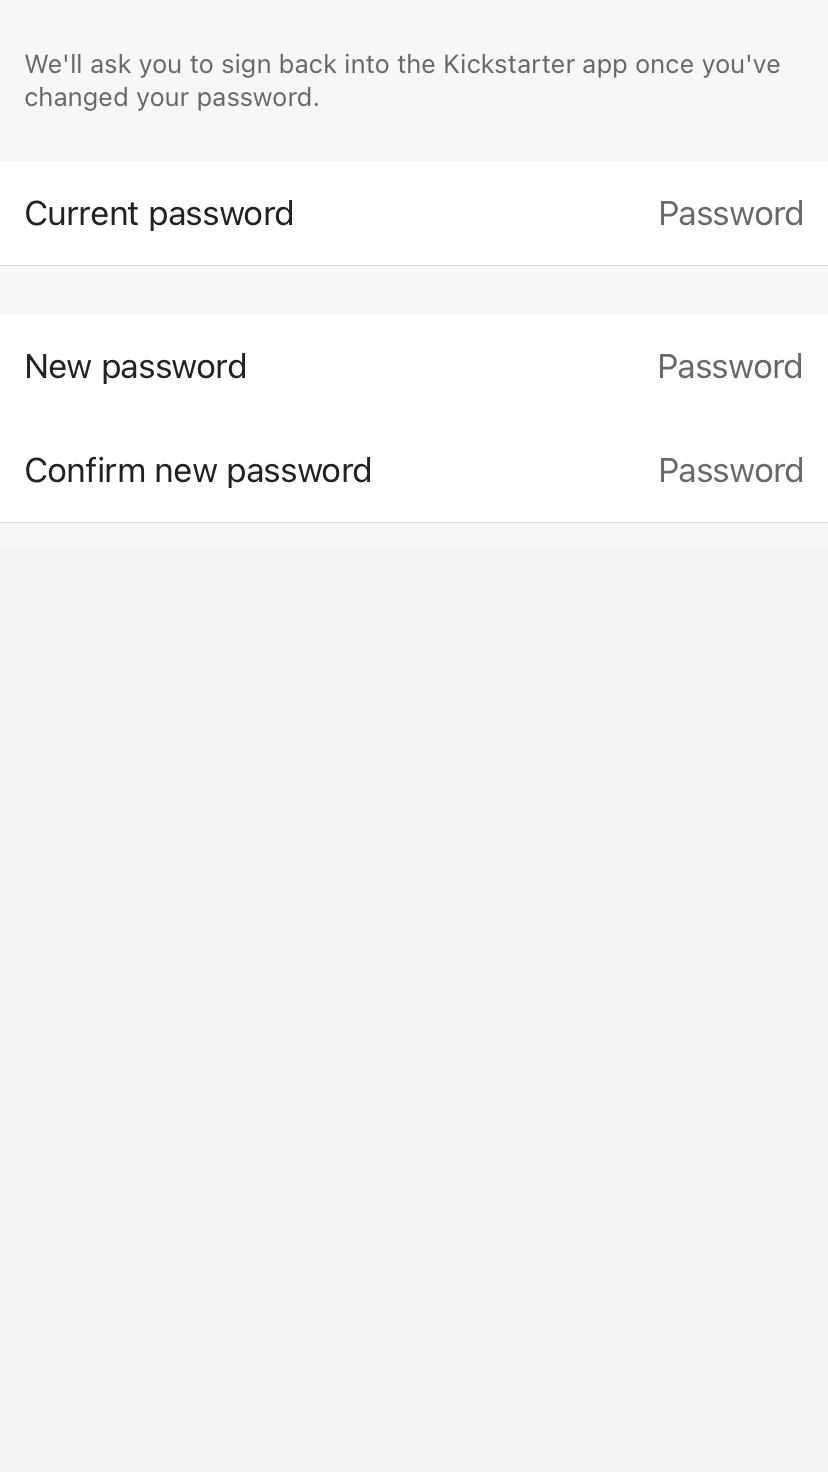 We'll ask you to sign back into the Kickstarter app once you've
changed your password.
Current password Password
New password Password
Confirm new password Password